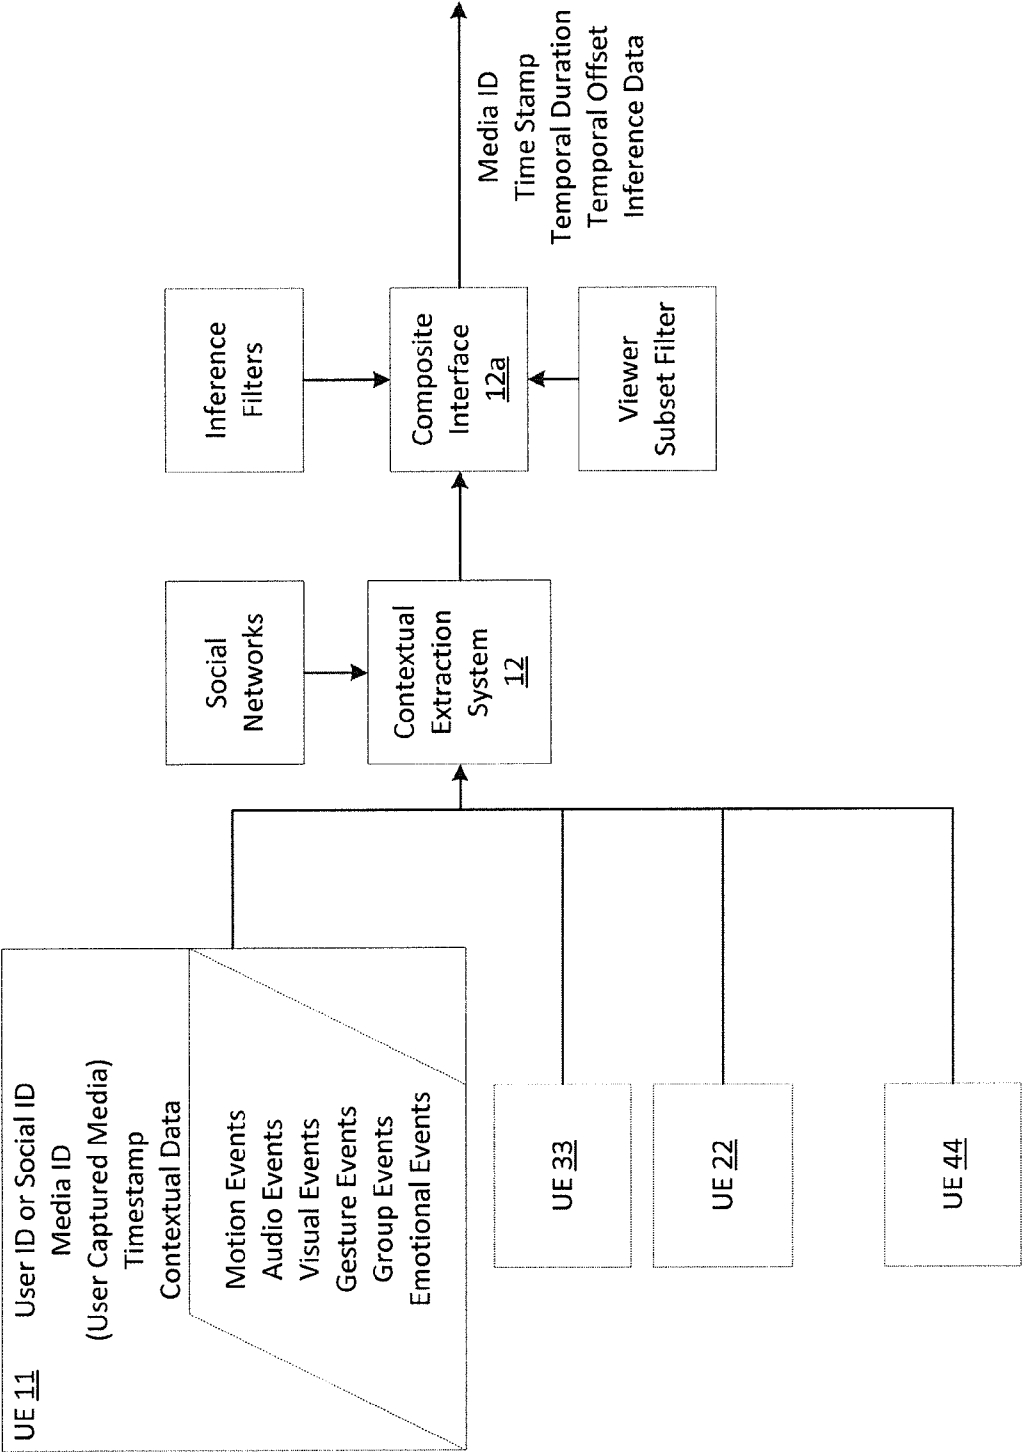 UE 11
User ID or Social ID
Media ID
(User Captured Media)
Timestamp
Contextual Data
Motion Events
Audio Events
Visual Events
Gesture Events
Group Events
Emotional Events
UE 33
UE 22
UE 44
Social
Networks
Contextual
Extraction
System
12
Inference
Filters
Composite
Interface
12a
Viewer
Subset Filter
Media ID
Time Stamp
Temporal Duration
Temporal Offset
Inference Data